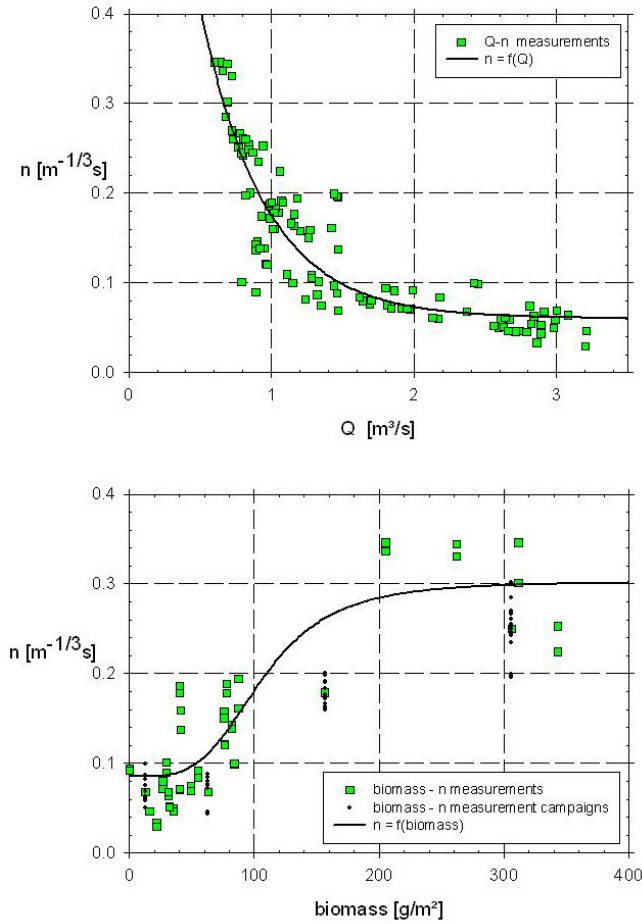 0.4
0.3
0.2
0.1
0.0
n [m-1/3s]
Q-n measurements
n = f(Q)
0 1 2 3
Q [m³/s]
0.4
0.3
0.2
0.1
0.0
n [m-1/3s]
biomass - n measurements
biomass - n measurement campaigns
n = f(biomass)
0 100 200 300 400
biomass [g/m²]